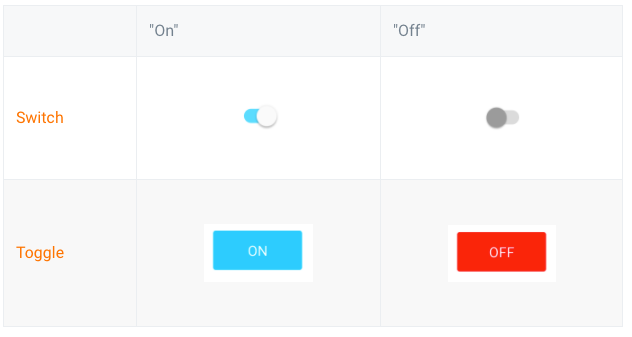 "On" "Off"
Switch
Toggle ON OFF